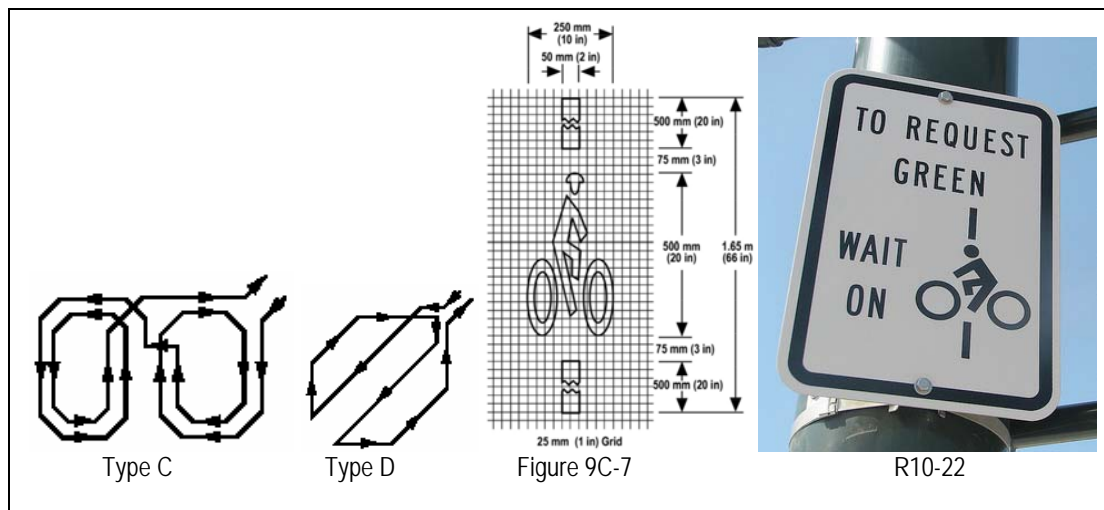 250 mm
(10 in)
50 mm (2 in)
500 mm (20 in)
75 mm (3 in)
500 mm
(20 in)
1.65 m
(66 in)
75 mm (3 in)
500 mm (20 in)
25 mm (1 in) Grid
TO REQUEST
GREEN
WAIT
ON
Type C
Type D
Figure 9C-7
R10-22